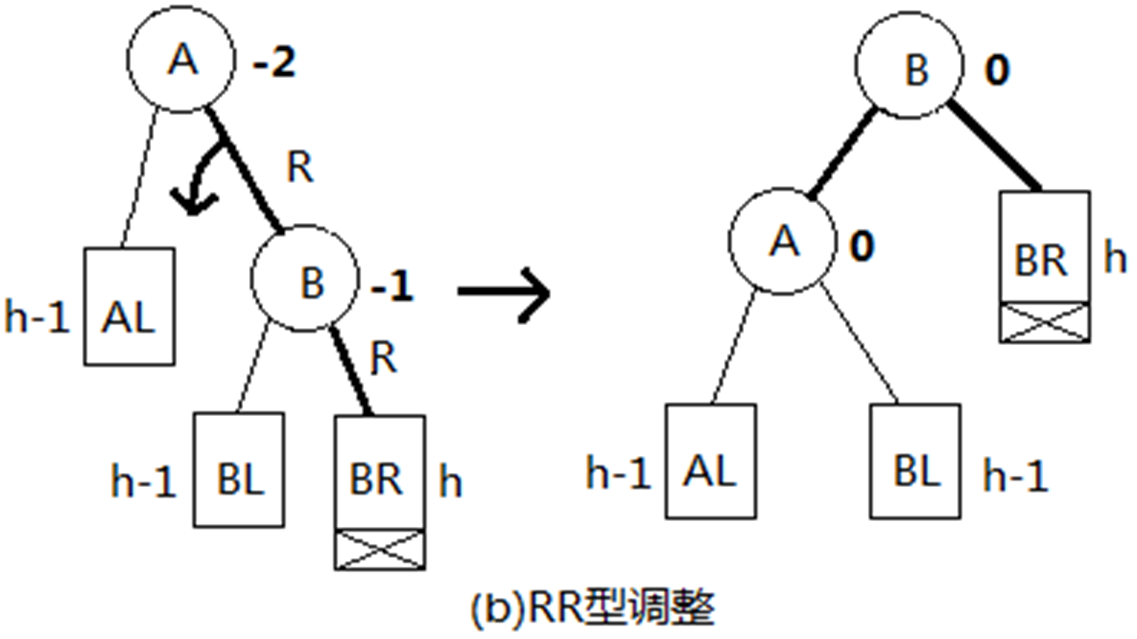 A -2
R
h-1 AL
B -1
R
h-1 BL
BR h
B 0
A 0
BR h
h-1 AL
BL h-1
(b)RR型调整